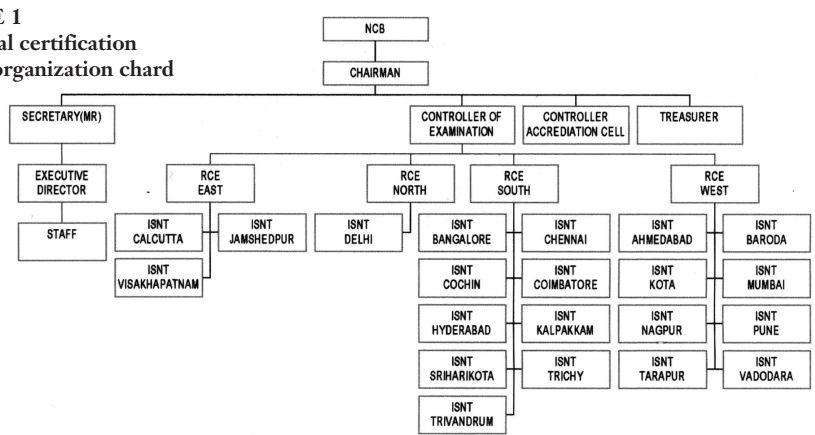 E 1
al certification
organization chard
NCB
CHAIRMAN
SECRETARY(MR)
CONTROLLER OF
EXAMINATION
CONTROLLER
ACCREDIATION CELL
TREASURER
EXECUTIVE
DIRECTOR
STAFF
RCE
EAST
RCE
NORTH
RCE
SOUTH
RCE
WEST
ISNT
CALCUTTA
ISNT
JAMSHEDPUR
ISNT
VISAKHAPATNAM
ISNT
DELHI
ISNT
BANGALORE
ISNT
CHENNAI
ISNT
COCHIN
ISNT
COIMBATORE
ISNT
HYDERABAD
ISNT
KALPAKKAM
ISNT
SRIHARIKOTA
ISNT
TRICHY
ISNT
TRIVANDRUM
ISNT
AHMEDABAD
ISNT
BARODA
ISNT
KOTA
ISNT
MUMBAI
ISNT
NAGPUR
ISNT
PUNE
ISNT
TARAPUR
ISNT
VADODARA